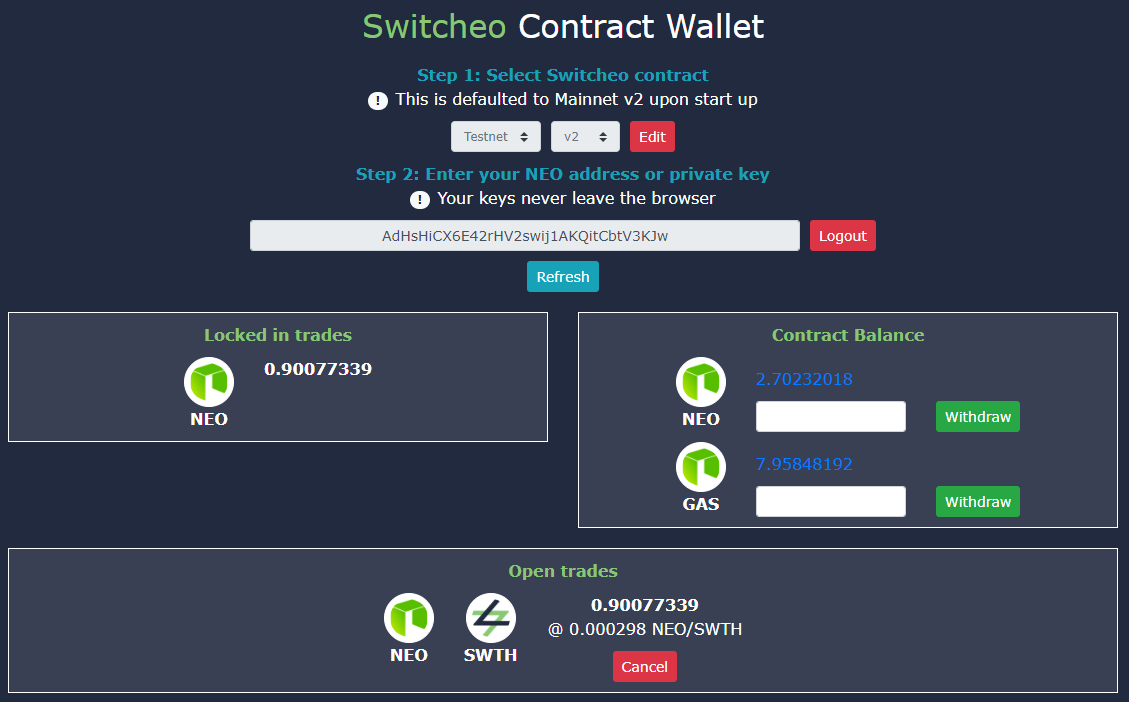 Switcheo Contract Wallet
Step 1: Select Switcheo contract
! This is defaulted to Mainnet v2 upon start up
Testnet v2 Edit
Step 2: Enter your NEO address or private key
! Your keys never leave the browser
AdHsHiCX6E42rHV2swij1AKQitCbtV3KJw Logout
Refresh
Locked in trades
0.90077339
NEO
Contract Balance
2.70232018
NEO Withdraw
7.95848192
GAS Withdraw
Open trades
0.90077339
@ 0.000298 NEO/SWTH
NEO SWTH
Cancel